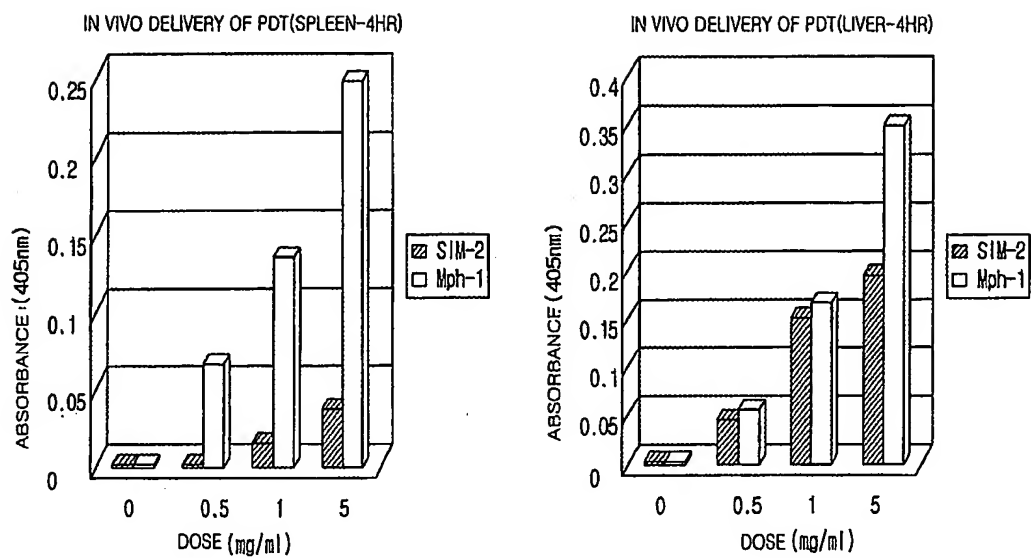 IN VIVO DELIVERY OF PDT(SPLEEN-4HR)
0.25
0.2
0.15
0.1
0.05
0
ABSORBANCE (405nm)
0 0.5 1 5
DOSE (mg/ml)
SIM-2
Mph-1
IN VIVO DELIVERY OF PDT(LIVER-4HR)
0.4
0.35
0.3
0.25
0.2
0.15
0.1
0.05
0
ABSORBANCE (405nm)
0 0.5 1 5
DOSE (mg/ml)
SIM-2
Mph-1